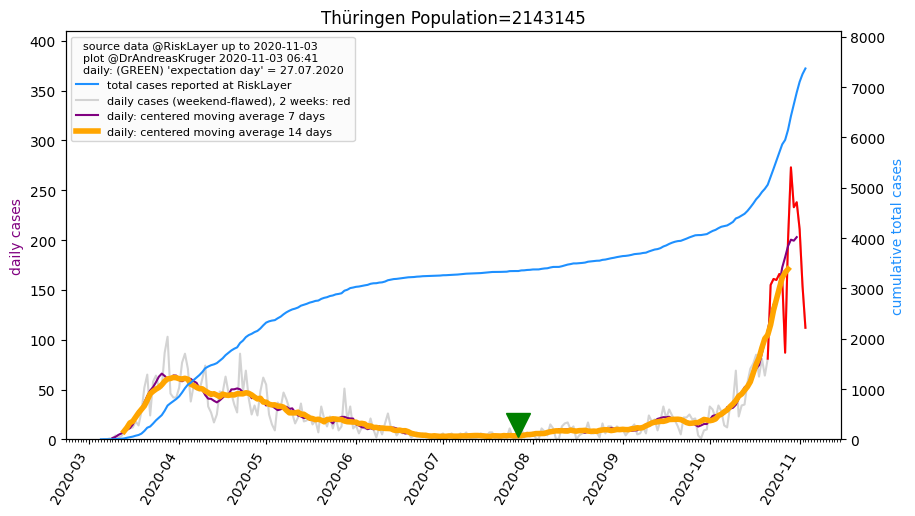 Thüringen Population=2143145
source data @RiskLayer up to 2020-11-03
plot @DrAndreasKruger 2020-11-03 06:41
daily: (GREEN) 'expectation day' = 27.07.2020
total cases reported at RiskLayer
daily cases (weekend-flawed), 2 weeks: red
daily: centered moving average 7 days
daily: centered moving average 14 days
daily cases
400
350
300
250
200
150
100
50
0
cumulative total cases
8000
7000
6000
5000
4000
3000
2000
1000
0
2020-03
2020-04
2020-05
2020-06
2020-07
2020-08
2020-09
2020-10
2020-11